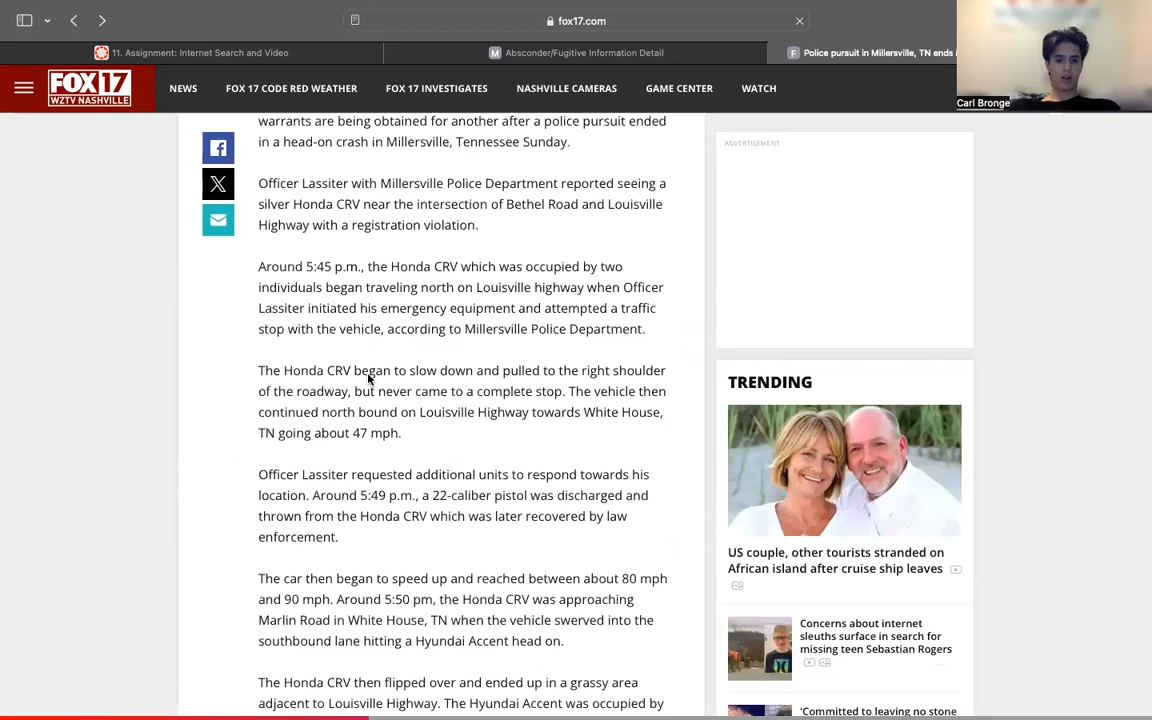 fox17.com
11. Assignment: Internet Search and Video
M Absconder/Fugitive Information Detail
F Police pursuit in Millersville, TN ends i
Carl Bronge
FOX17
WZTV NASHVILLE
NEWS
FOX 17 CODE RED WEATHER
FOX 17 INVESTIGATES
NASHVILLE CAMERAS
GAME CENTER
WATCH
warrants are being obtained for another after a police pursuit ended
in a head-on crash in Millersville, Tennessee Sunday.
Officer Lassiter with Millersville Police Department reported seeing a
silver Honda CRV near the intersection of Bethel Road and Louisville
Highway with a registration violation.
Around 5:45 p.m., the Honda CRV which was occupied by two
individuals began traveling north on Louisville highway when Officer
Lassiter initiated his emergency equipment and attempted a traffic
stop with the vehicle, according to Millersville Police Department.
The Honda CRV began to slow down and pulled to the right shoulder
of the roadway, but never came to a complete stop. The vehicle then
continued north bound on Louisville Highway towards White House,
TN going about 47 mph.
Officer Lassiter requested additional units to respond towards his
location. Around 5:49 p.m., a 22-caliber pistol was discharged and
thrown from the Honda CRV which was later recovered by law
enforcement.
The car then began to speed up and reached between about 80 mph
and 90 mph. Around 5:50 pm, the Honda CRV was approaching
Marlin Road in White House, TN when the vehicle swerved into the
southbound lane hitting a Hyundai Accent head on.
The Honda CRV then flipped over and ended up in a grassy area
adjacent to Louisville Highway. The Hyundai Accent was occupied by
ADVERTISEMENT
TRENDING
US couple, other tourists stranded on
African island after cruise ship leaves
Concerns about internet
sleuths surface in search for
missing teen Sebastian Rogers
'Committed to leaving no stone